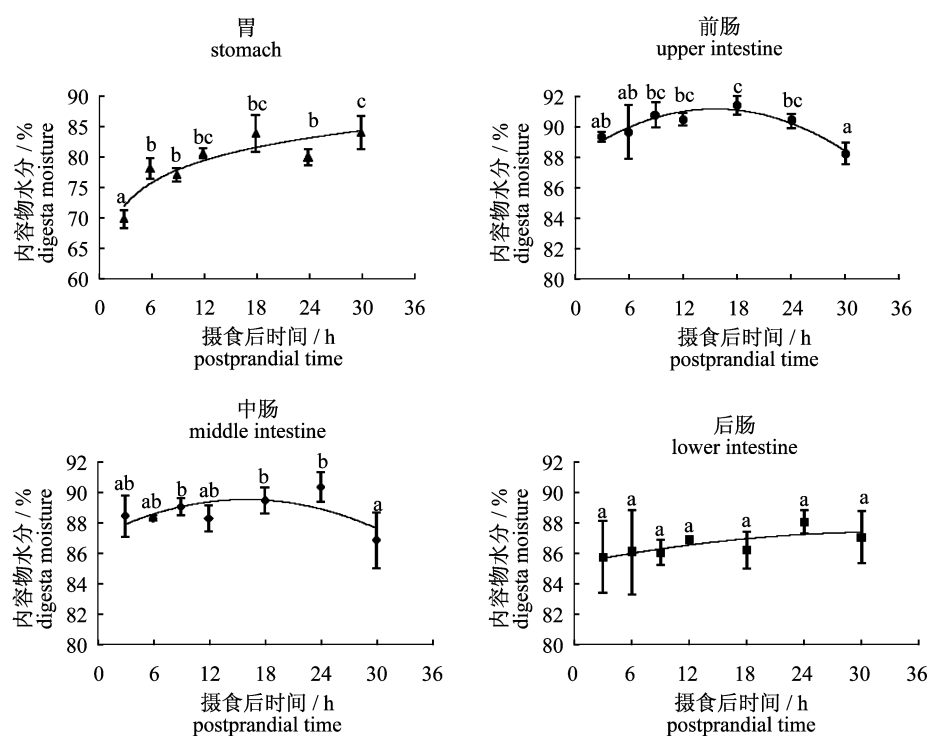 胃
stomach
内容物水分 / %
digesta moisture
90
85
80
75
70
65
60
a
b
b
bc
bc
b
c
0 6 12 18 24 30 36
摄食后时间 / h
postprandial time
前肠
upper intestine
内容物水分 / %
digesta moisture
92
90
88
86
84
82
80
ab
ab
bc
bc
c
bc
a
0 6 12 18 24 30 36
摄食后时间 / h
postprandial time
中肠
middle intestine
内容物水分 / %
digesta moisture
92
90
88
86
84
82
80
ab
ab
b
ab
b
b
a
0 6 12 18 24 30 36
摄食后时间 / h
postprandial time
后肠
lower intestine
内容物水分 / %
digesta moisture
92
90
88
86
84
82
80
a
a
a
a
a
a
a
0 6 12 18 24 30 36
摄食后时间 / h
postprandial time